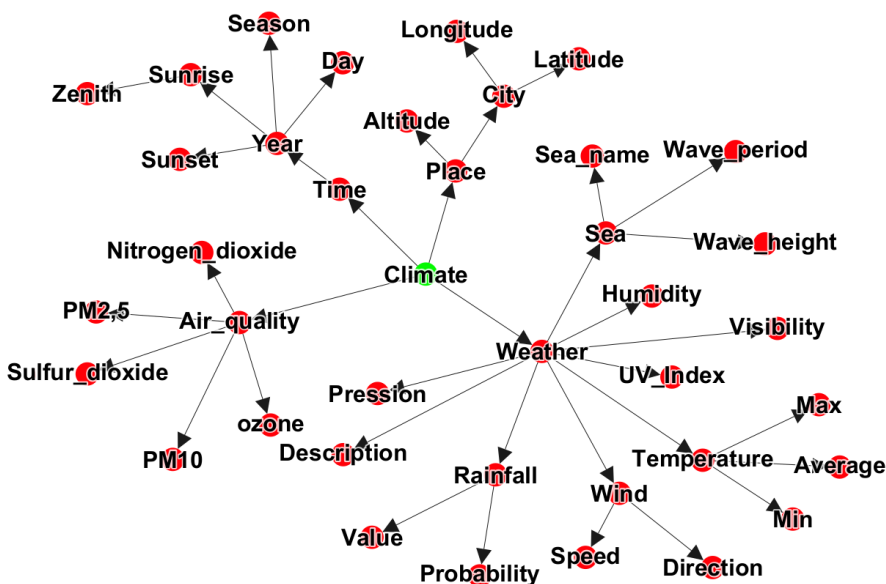 Season
Longitude
Day
Latitude
Sunrise
Zenith
City
Altitude
Year
Sunset
Sea_name
Wave_period
Place
Time
Sea
Wave_height
Nitrogen_dioxide
Climate
Humidity
PM2,5
Air_quality
Visibility
Weather
Sulfur_dioxide
UV_Index
Pression
Max
ozone
Description
PM10
Temperature
Average
Rainfall
Wind
Min
Value
Speed
Direction
Probability